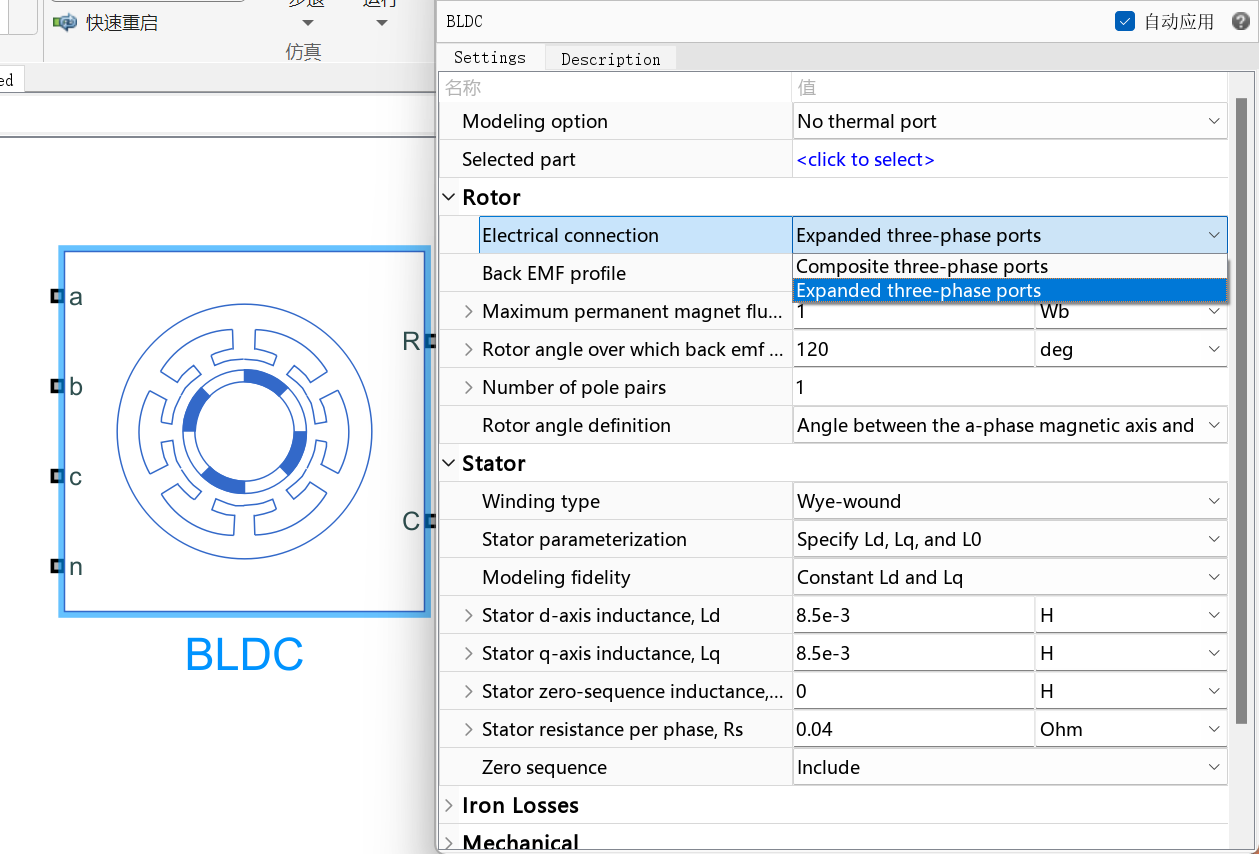 步退
运行
快速重启
仿真
ed
a
b
c
n
R
C
BLDC
BLDC
自动应用
Settings
Description
名称
值
Modeling option
No thermal port
Selected part
<click to select>
Rotor
Electrical connection
Expanded three-phase ports
Back EMF profile
Composite three-phase ports
Expanded three-phase ports
Maximum permanent magnet flu...
1
Wb
Rotor angle over which back emf ...
120
deg
Number of pole pairs
1
Rotor angle definition
Angle between the a-phase magnetic axis and
Stator
Winding type
Wye-wound
Stator parameterization
Specify Ld, Lq, and L0
Modeling fidelity
Constant Ld and Lq
Stator d-axis inductance, Ld
8.5e-3
H
Stator q-axis inductance, Lq
8.5e-3
H
Stator zero-sequence inductance,...
0
H
Stator resistance per phase, Rs
0.04
Ohm
Zero sequence
Include
Iron Losses
Mechanical